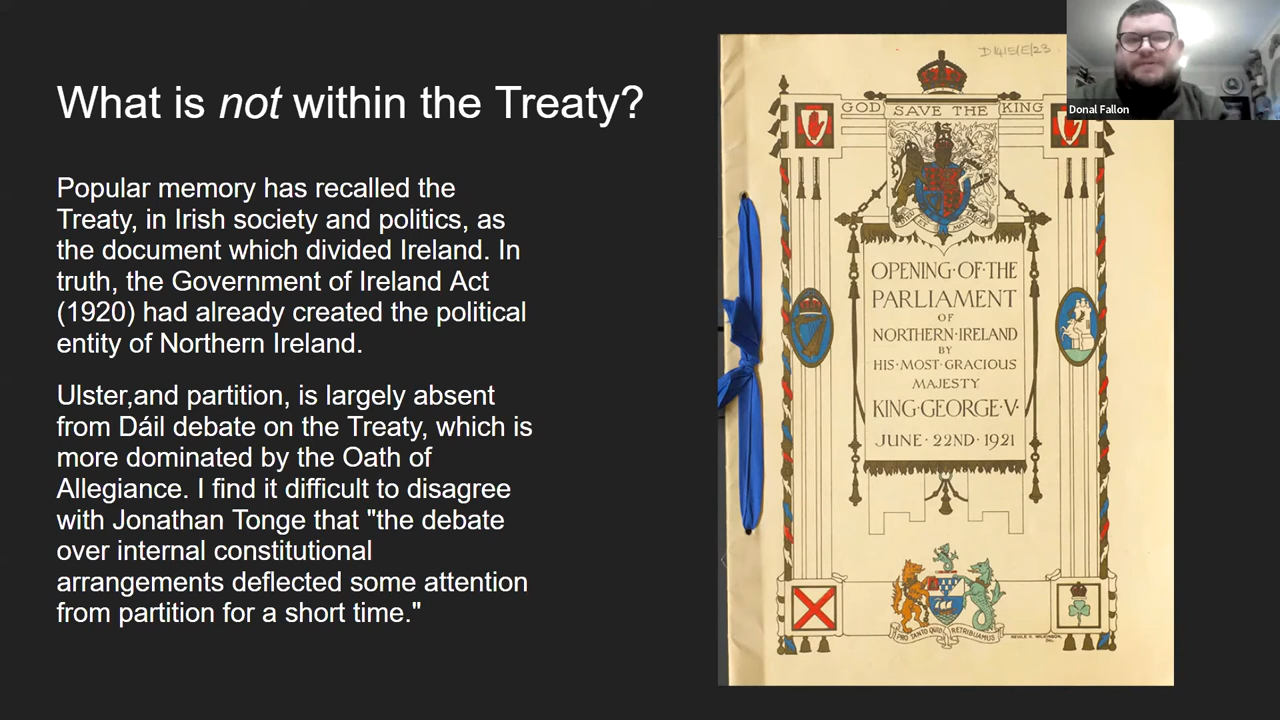 What is not within the Treaty?
Popular memory has recalled the
Treaty, in Irish society and politics, as
the document which divided Ireland. In
truth, the Government of Ireland Act
(1920) had already created the political
entity of Northern Ireland.
Ulster,and partition, is largely absent
from Dáil debate on the Treaty, which is
more dominated by the Oath of
Allegiance. I find it difficult to disagree
with Jonathan Tonge that "the debate
over internal constitutional
arrangements deflected some attention
from partition for a short time."
GOD SAVE THE KING
OPENING·OF·THE
PARLIAMENT
OF
NORTHERN·IRELAND
BY
HIS·MOST·GRACIOUS
MAJESTY
KING·GEORGE·V·
JUNE·22ND·1921
PRO TANTO QUID RETRIBUAMUS
Donal Fallon